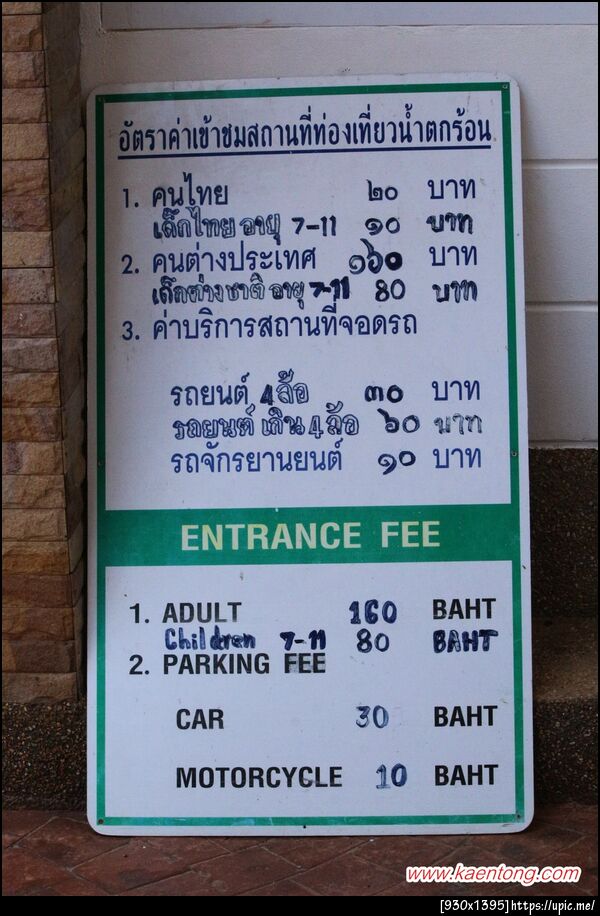 อัตราค่าเข้าชมสถานที่ท่องเที่ยวน้ำตกร้อน
1. คนไทย ๒๐ บาท
เด็กไทย อายุ 7-11 ๑๐ บาท
2. คนต่างประเทศ ๑๖๐ บาท
เด็กต่างชาติ อายุ 7-11 80 บาท
3. ค่าบริการสถานที่จอดรถ
รถยนต์ 4 ล้อ ๓๐ บาท
รถยนต์ เกิน 4 ล้อ ๖๐ บาท
รถจักรยานยนต์ ๑๐ บาท
ENTRANCE FEE
1. ADULT 160 BAHT
Children 7-11 80 BAHT
2. PARKING FEE
CAR 30 BAHT
MOTORCYCLE 10 BAHT
www.kaentong.com
[930x1395]https://upic.me/